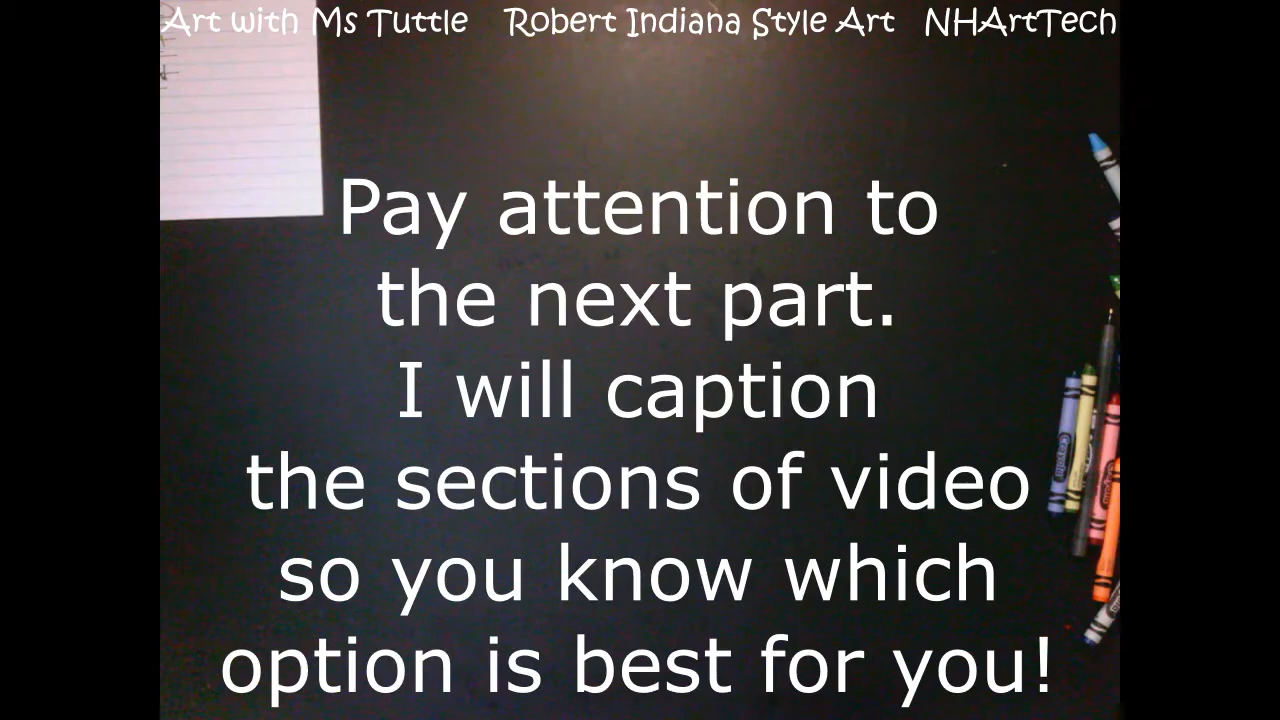 Art with Ms Tuttle Robert Indiana Style Art NHArtTech
Pay attention to
the next part.
I will caption
the sections of video
so you know which
option is best for you!